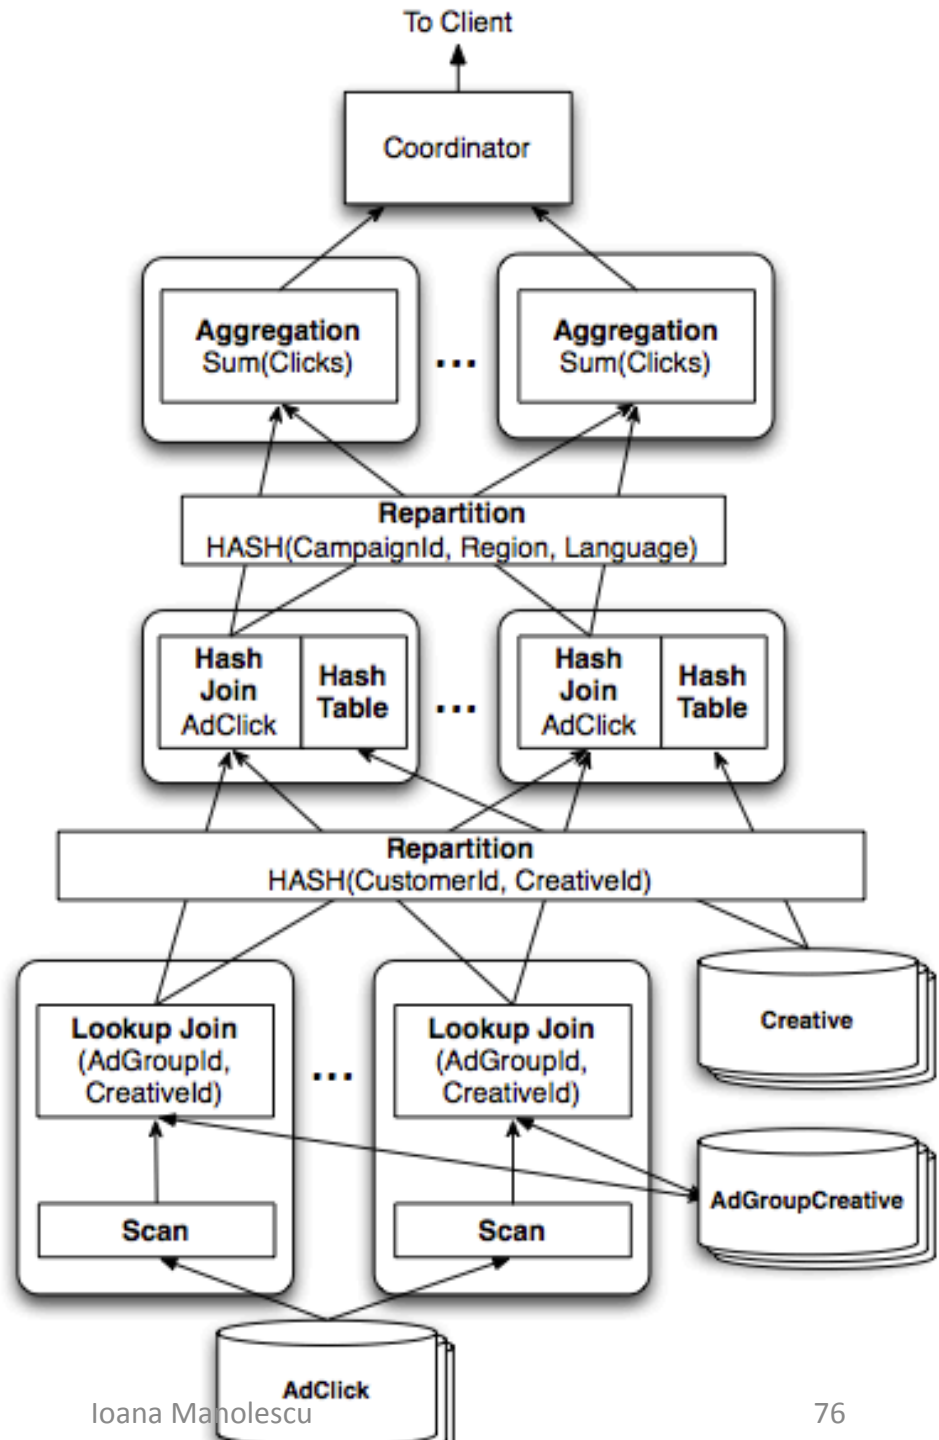 To Client
Coordinator
Aggregation
Sum(Clicks)
...
Aggregation
Sum(Clicks)
Repartition
HASH(CampaignId, Region, Language)
Hash
Join
AdClick
Hash
Table
...
Hash
Join
AdClick
Hash
Table
Repartition
HASH(CustomerId, CreativeId)
Lookup Join
(AdGroupId,
CreativeId)
...
Lookup Join
(AdGroupId,
CreativeId)
Creative
AdGroupCreative
Scan
Scan
AdClick
Ioana Manolescu
76